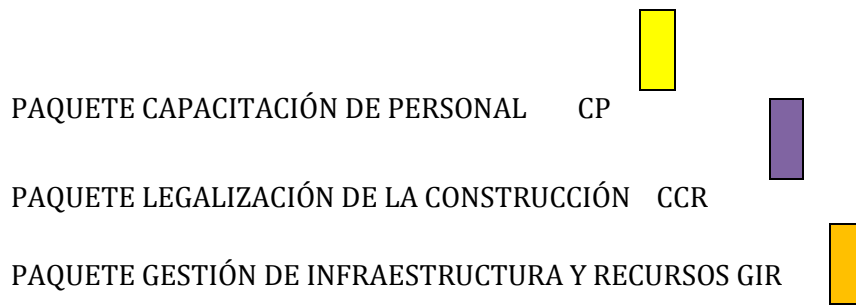 PAQUETE CAPACITACIÓN DE PERSONAL CP
PAQUETE LEGALIZACIÓN DE LA CONSTRUCCIÓN CCR
PAQUETE GESTIÓN DE INFRAESTRUCTURA Y RECURSOS GIR